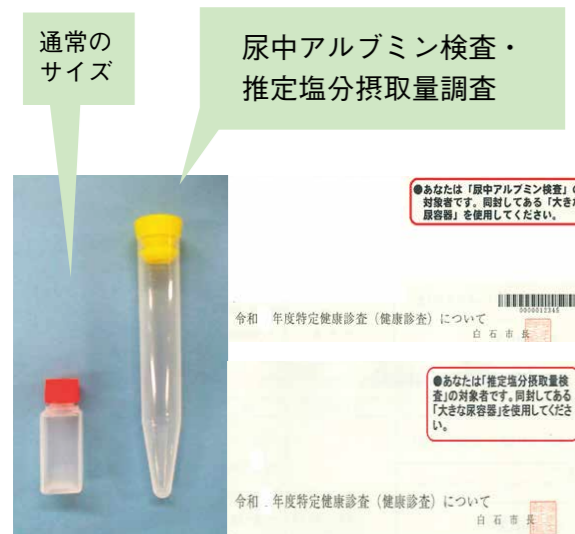 通常の
サイズ
尿中アルブミン検査・
推定塩分摂取量調査
●あなたは「尿中アルブミン検査」の
対象者です。同封してある「大きな
尿容器」を使用してください。
0000012345
令和 年度特定健康診査（健康診査）について
白石市長
●あなたは「推定塩分摂取量検
査」の対象者です。同封してある
「大きな尿容器」を使用してくださ
い。
令和 年度特定健康診査（健康診査）について
白石市長